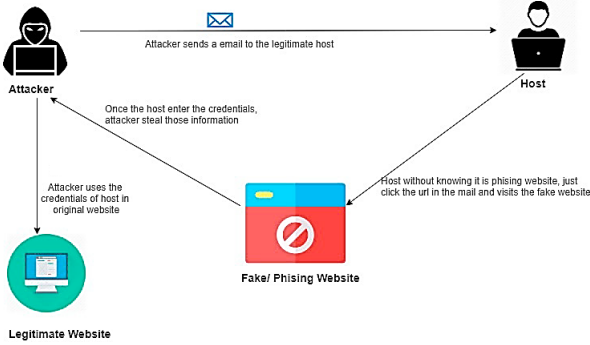 Attacker sends a email to the legitimate host
Attacker
Host
Once the host enter the credentials,
attacker steal those information
Host without knowing it is phising website, just
click the url in the mail and visits the fake website
Attacker uses the
credentials of host in
original website
Fake/ Phising Website
Legitimate Website